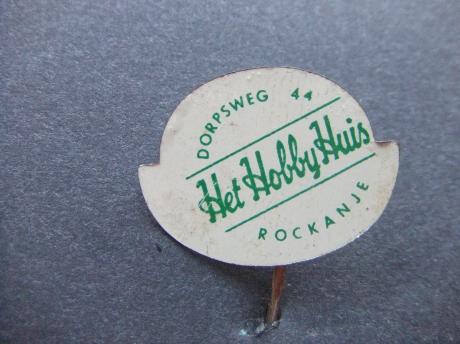 DORPSWEG 44
Het Hobby Huis
ROCKANJE